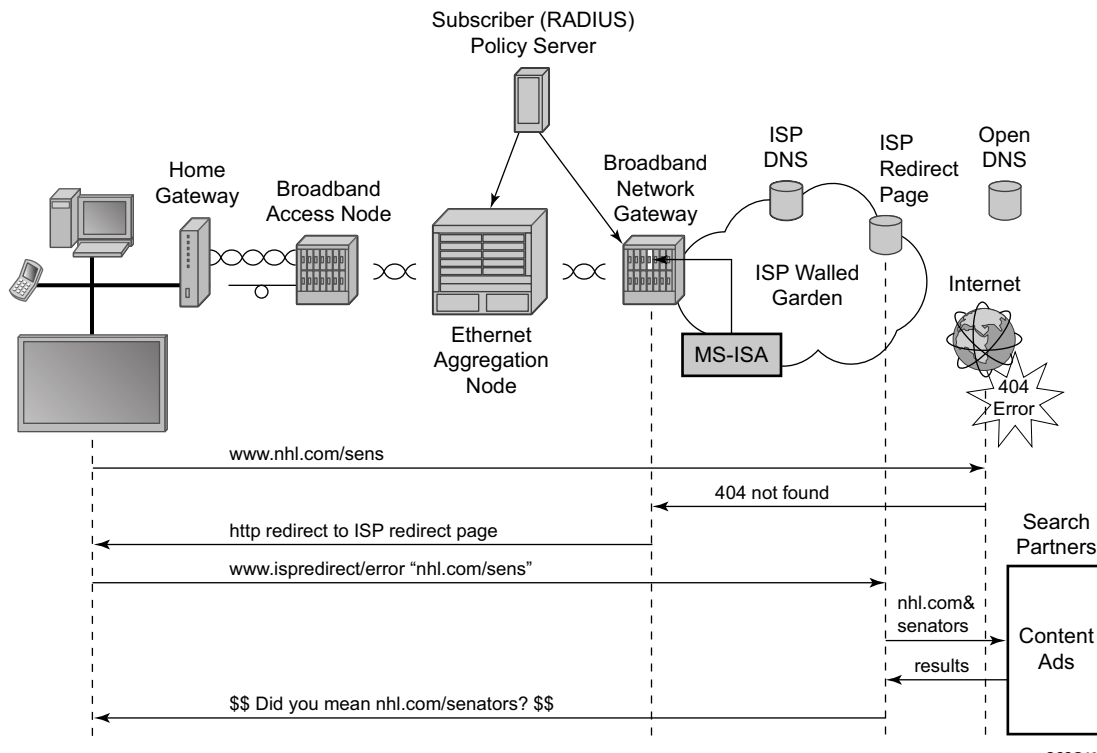 Subscriber (RADIUS)
Policy Server
Home
Gateway
Broadband
Access Node
Ethernet
Aggregation
Node
Broadband
Network
Gateway
ISP
DNS
ISP
Redirect
Page
Open
DNS
ISP Walled
Garden
MS-ISA
Internet
404
Error
www.nhl.com/sens
404 not found
http redirect to ISP redirect page
www.ispredirect/error “nhl.com/sens”
Search
Partners
nhl.com&
senators
Content
Ads
results
$$ Did you mean nhl.com/senators? $$